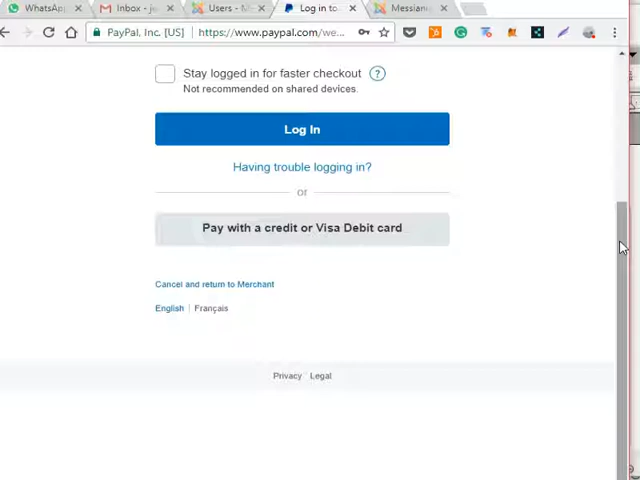 WhatsApp
Inbox - je
Users - Me
Log in to
Messianic
PayPal, Inc. [US]
https://www.paypal.com/we...
Stay logged in for faster checkout ?
Not recommended on shared devices.
Log In
Having trouble logging in?
or
Pay with a credit or Visa Debit card
Cancel and return to Merchant
English | Français
Privacy Legal